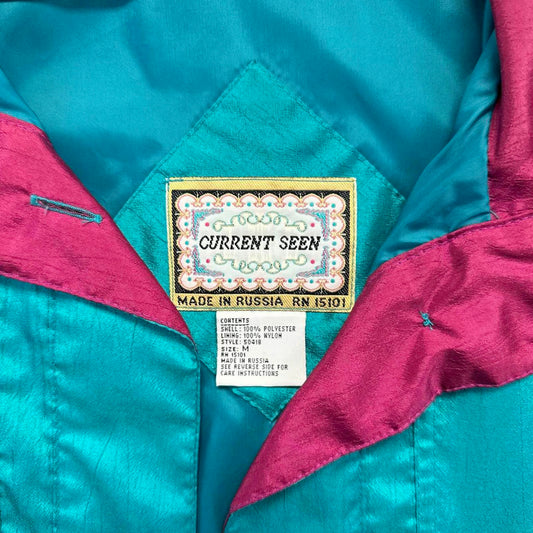 CURRENT SEEN
MADE IN RUSSIA RN 15101
CONTENTS
SHELL: 100% POLYESTER
LINING: 100% NYLON
STYLE: 50418
SIZE: M
RN 15101
MADE IN RUSSIA
SEE REVERSE SIDE FOR
CARE INSTRUCTIONS